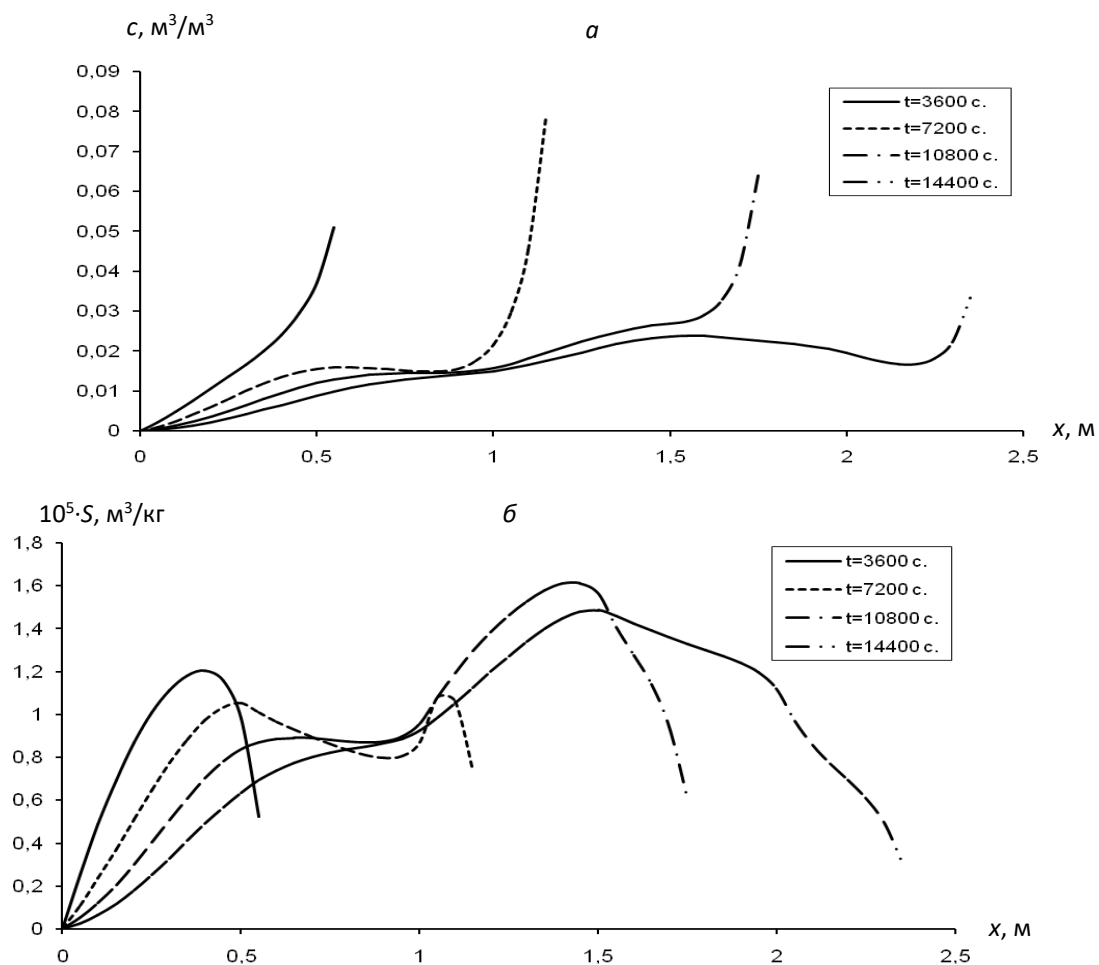 c, м³/м³
а
0,09
0,08
0,07
0,06
0,05
0,04
0,03
0,02
0,01
0
t=3600 с.
t=7200 с.
t=10800 с.
t=14400 с.
x, м
0 0,5 1 1,5 2 2,5
10⁵·S, м³/кг
б
1,8
1,6
1,4
1,2
1
0,8
0,6
0,4
0,2
0
t=3600 с.
t=7200 с.
t=10800 с.
t=14400 с.
x, м
0 0,5 1 1,5 2 2,5